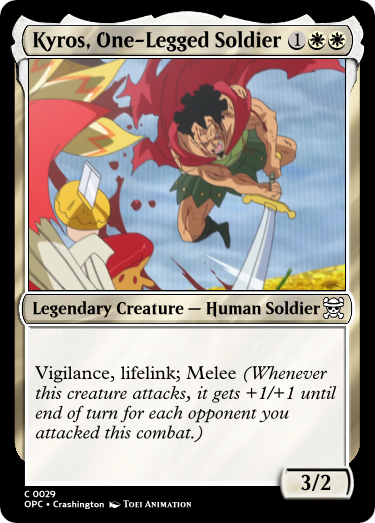 Kyros, One-Legged Soldier 1
Legendary Creature — Human Soldier
Vigilance, lifelink; Melee (Whenever
this creature attacks, it gets +1/+1 until
end of turn for each opponent you
attacked this combat.)
3/2
C 0029
OPC • Crashington Toei Animation